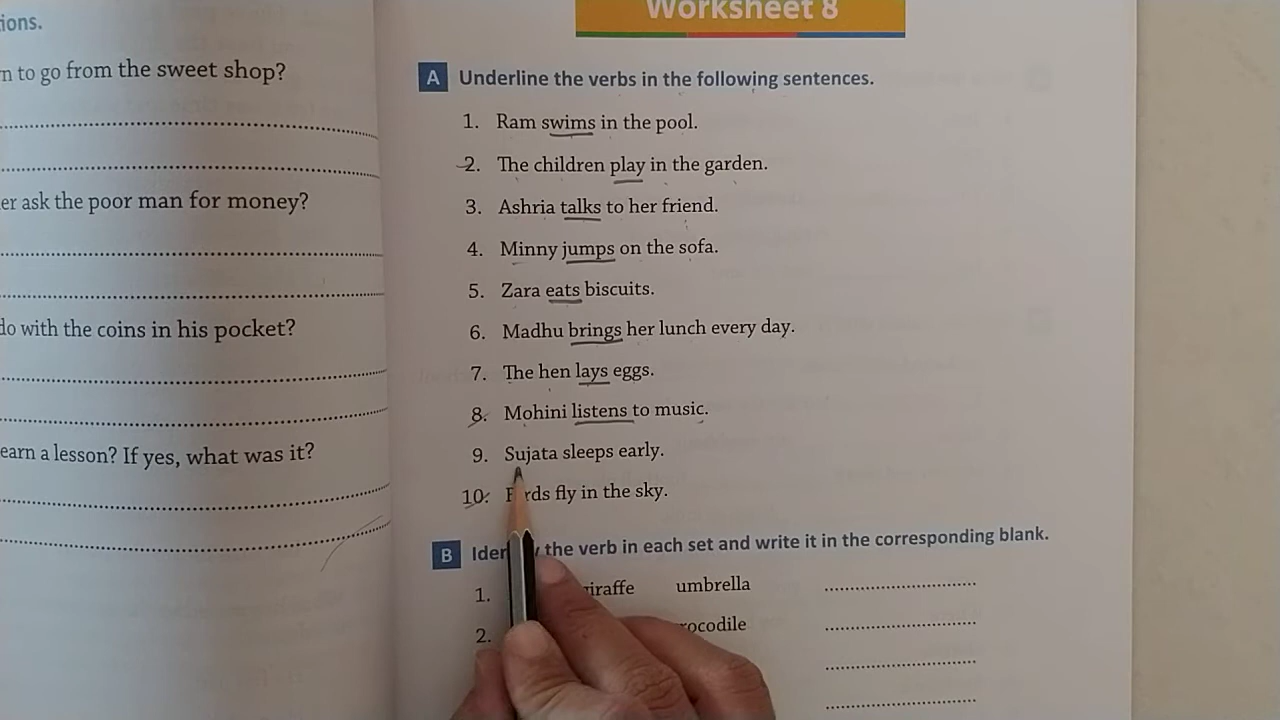 ions.
n to go from the sweet shop?
er ask the poor man for money?
do with the coins in his pocket?
earn a lesson? If yes, what was it?
Worksheet 8
A Underline the verbs in the following sentences.
1. Ram swims in the pool.
2. The children play in the garden.
3. Ashria talks to her friend.
4. Minny jumps on the sofa.
5. Zara eats biscuits.
6. Madhu brings her lunch every day.
7. The hen lays eggs.
8. Mohini listens to music.
9. Sujata sleeps early.
10. Birds fly in the sky.
B Identify the verb in each set and write it in the corresponding blank.
1. giraffe umbrella
2. crocodile